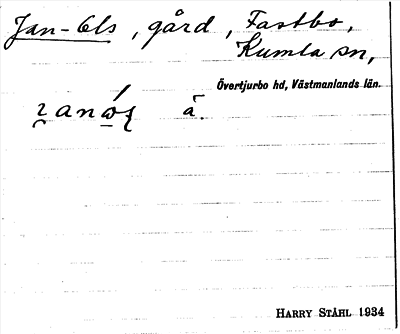 Jan-Ols, gård, Fastbo,
Kumla sn,
Övertjurbo hd, Västmanlands län.
å.
HARRY STÅHL 1934